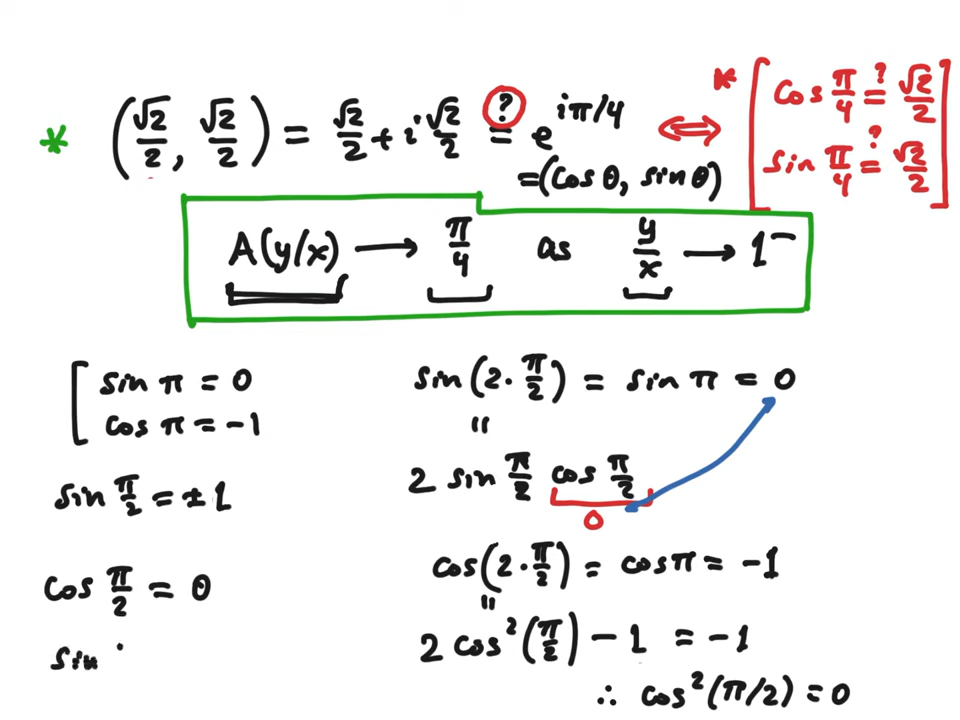 * (√2/2, √2/2) = √2/2 + i √2/2 ≟ e^{iπ/4} ⟺ * [cos π/4 ≟ √2/2
sin π/4 ≟ √2/2]
= (cos θ, sin θ)
A(y/x) → π/4 as y/x → 1⁻
[sin π = 0
cos π = -1
sin π/2 = ± 1
cos π/2 = 0
sin
sin(2·π/2) = sin π = 0
"
2 sin π/2 cos π/2
0
cos(2·π/2) = cos π = -1
"
2 cos²(π/2) - 1 = -1
∴ cos²(π/2) = 0